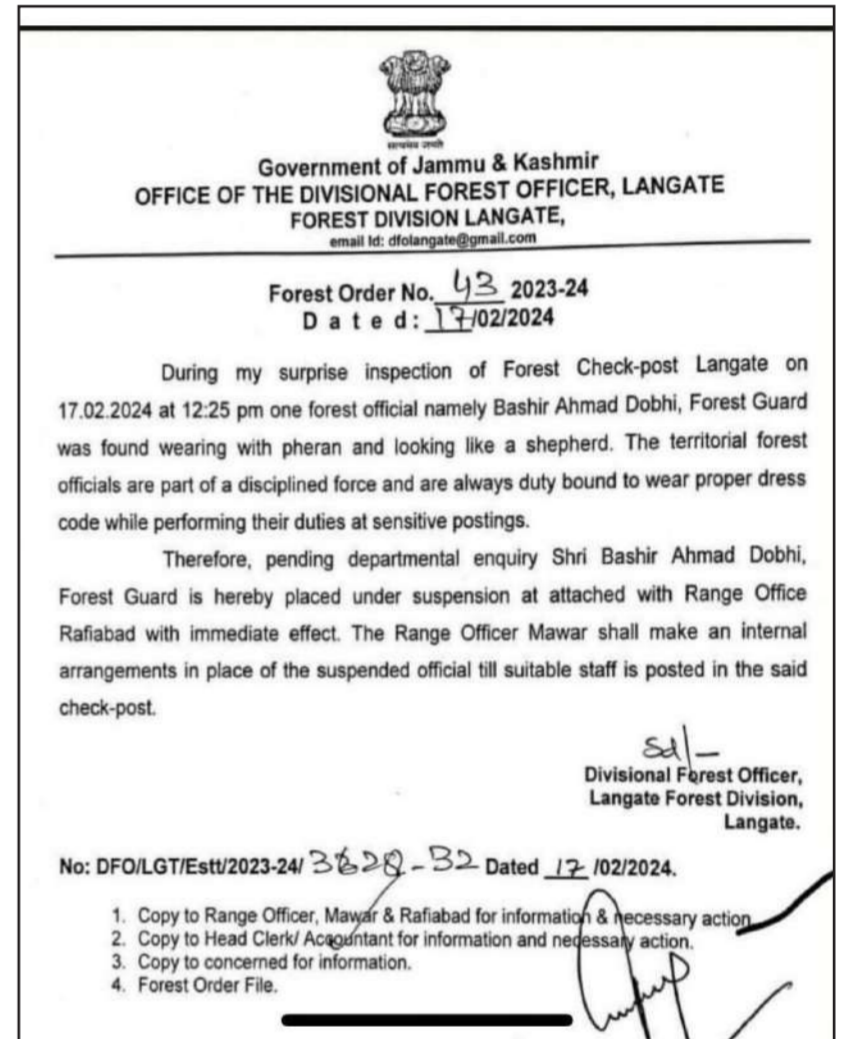 सत्यमेव जयते
Government of Jammu & Kashmir
OFFICE OF THE DIVISIONAL FOREST OFFICER, LANGATE
FOREST DIVISION LANGATE,
email Id: dfolangate@gmail.com
Forest Order No. 43 2023-24
D a t e d: 17/02/2024
During my surprise inspection of Forest Check-post Langate on
17.02.2024 at 12:25 pm one forest official namely Bashir Ahmad Dobhi, Forest Guard
was found wearing with pheran and looking like a shepherd. The territorial forest
officials are part of a disciplined force and are always duty bound to wear proper dress
code while performing their duties at sensitive postings.
Therefore, pending departmental enquiry Shri Bashir Ahmad Dobhi,
Forest Guard is hereby placed under suspension at attached with Range Office
Rafiabad with immediate effect. The Range Officer Mawar shall make an internal
arrangements in place of the suspended official till suitable staff is posted in the said
check-post.
Sd/-
Divisional Forest Officer,
Langate Forest Division,
Langate.
No: DFO/LGT/Estt/2023-24/ -32 Dated 17 /02/2024.
1. Copy to Range Officer, Mawar & Rafiabad for information & necessary action
2. Copy to Head Clerk/ Accountant for information and necessary action.
3. Copy to concerned for information.
4. Forest Order File.